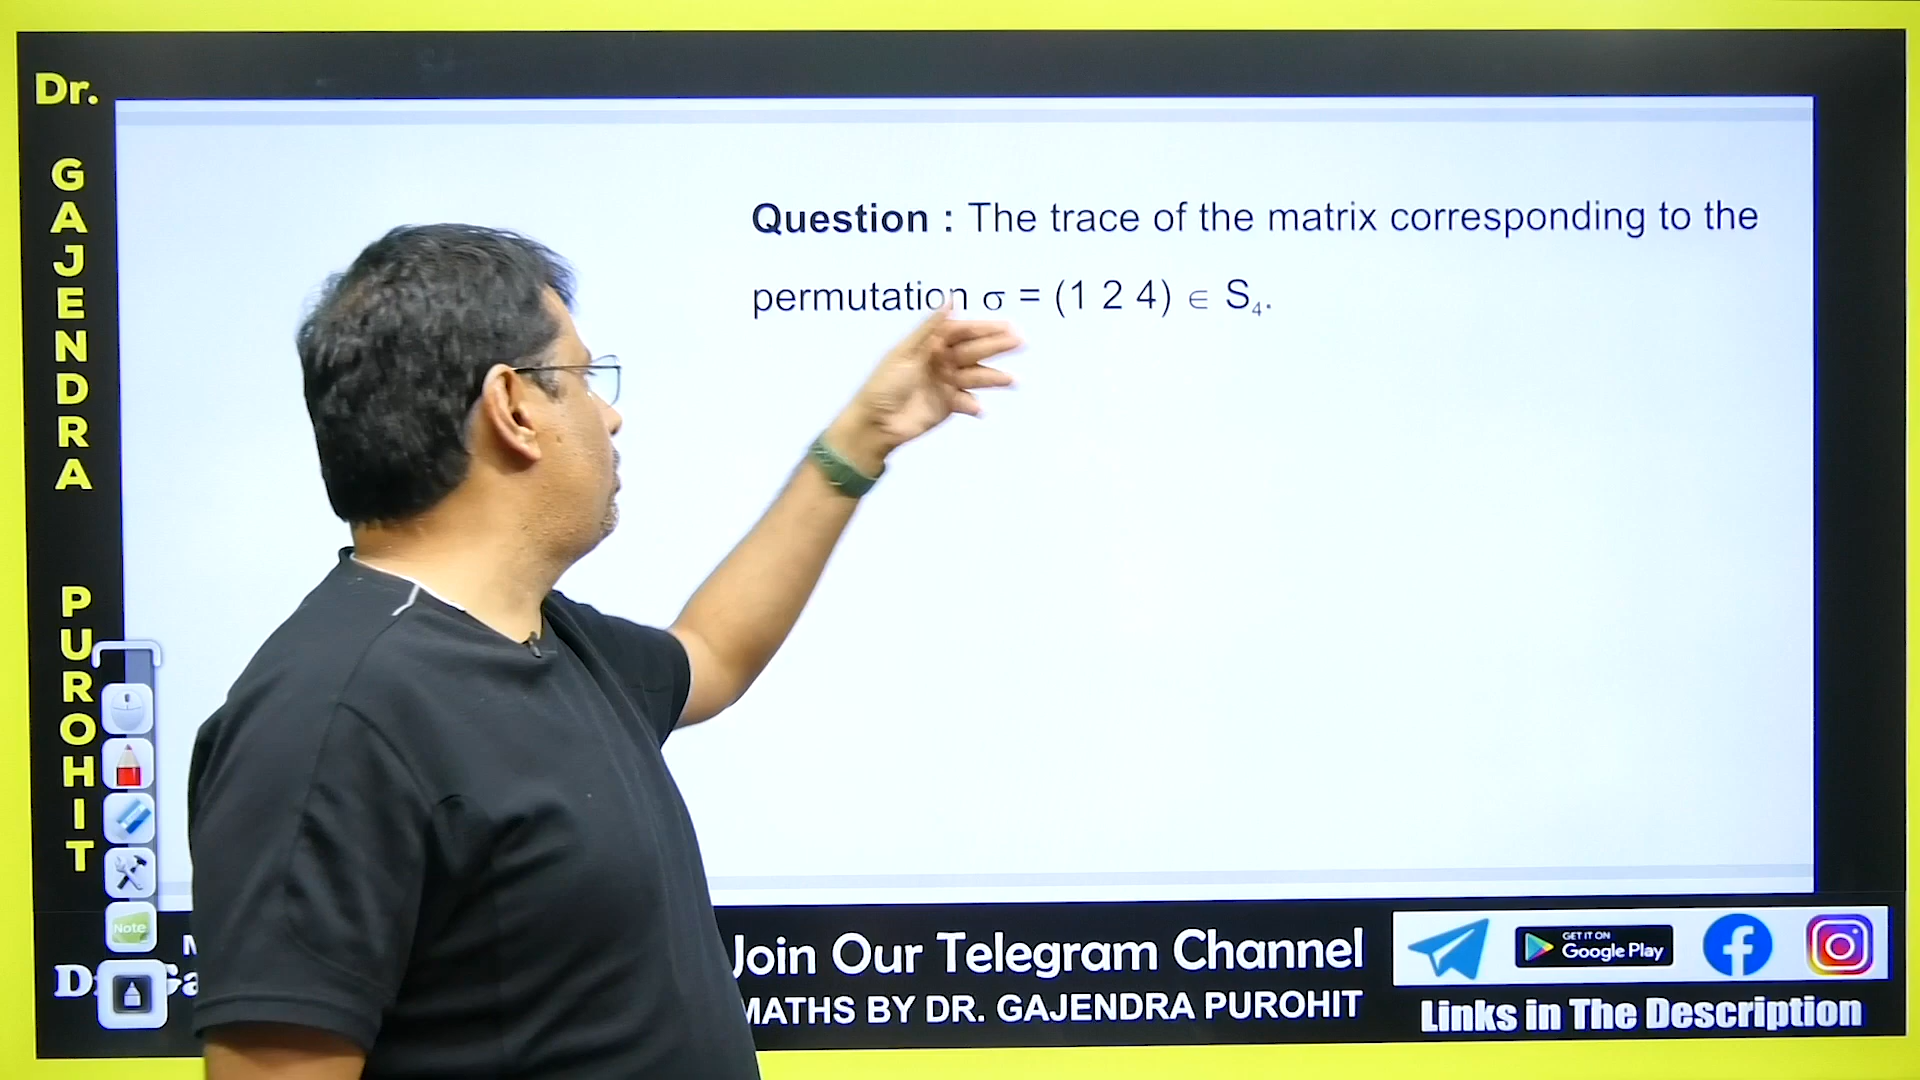 Dr.
GAJENDRA
PUROHIT
Question : The trace of the matrix corresponding to the
permutation σ = (1 2 4) ∈ S₄.
Note
Join Our Telegram Channel
MATHS BY DR. GAJENDRA PUROHIT
GET IT ON
Google Play
Links in The Description